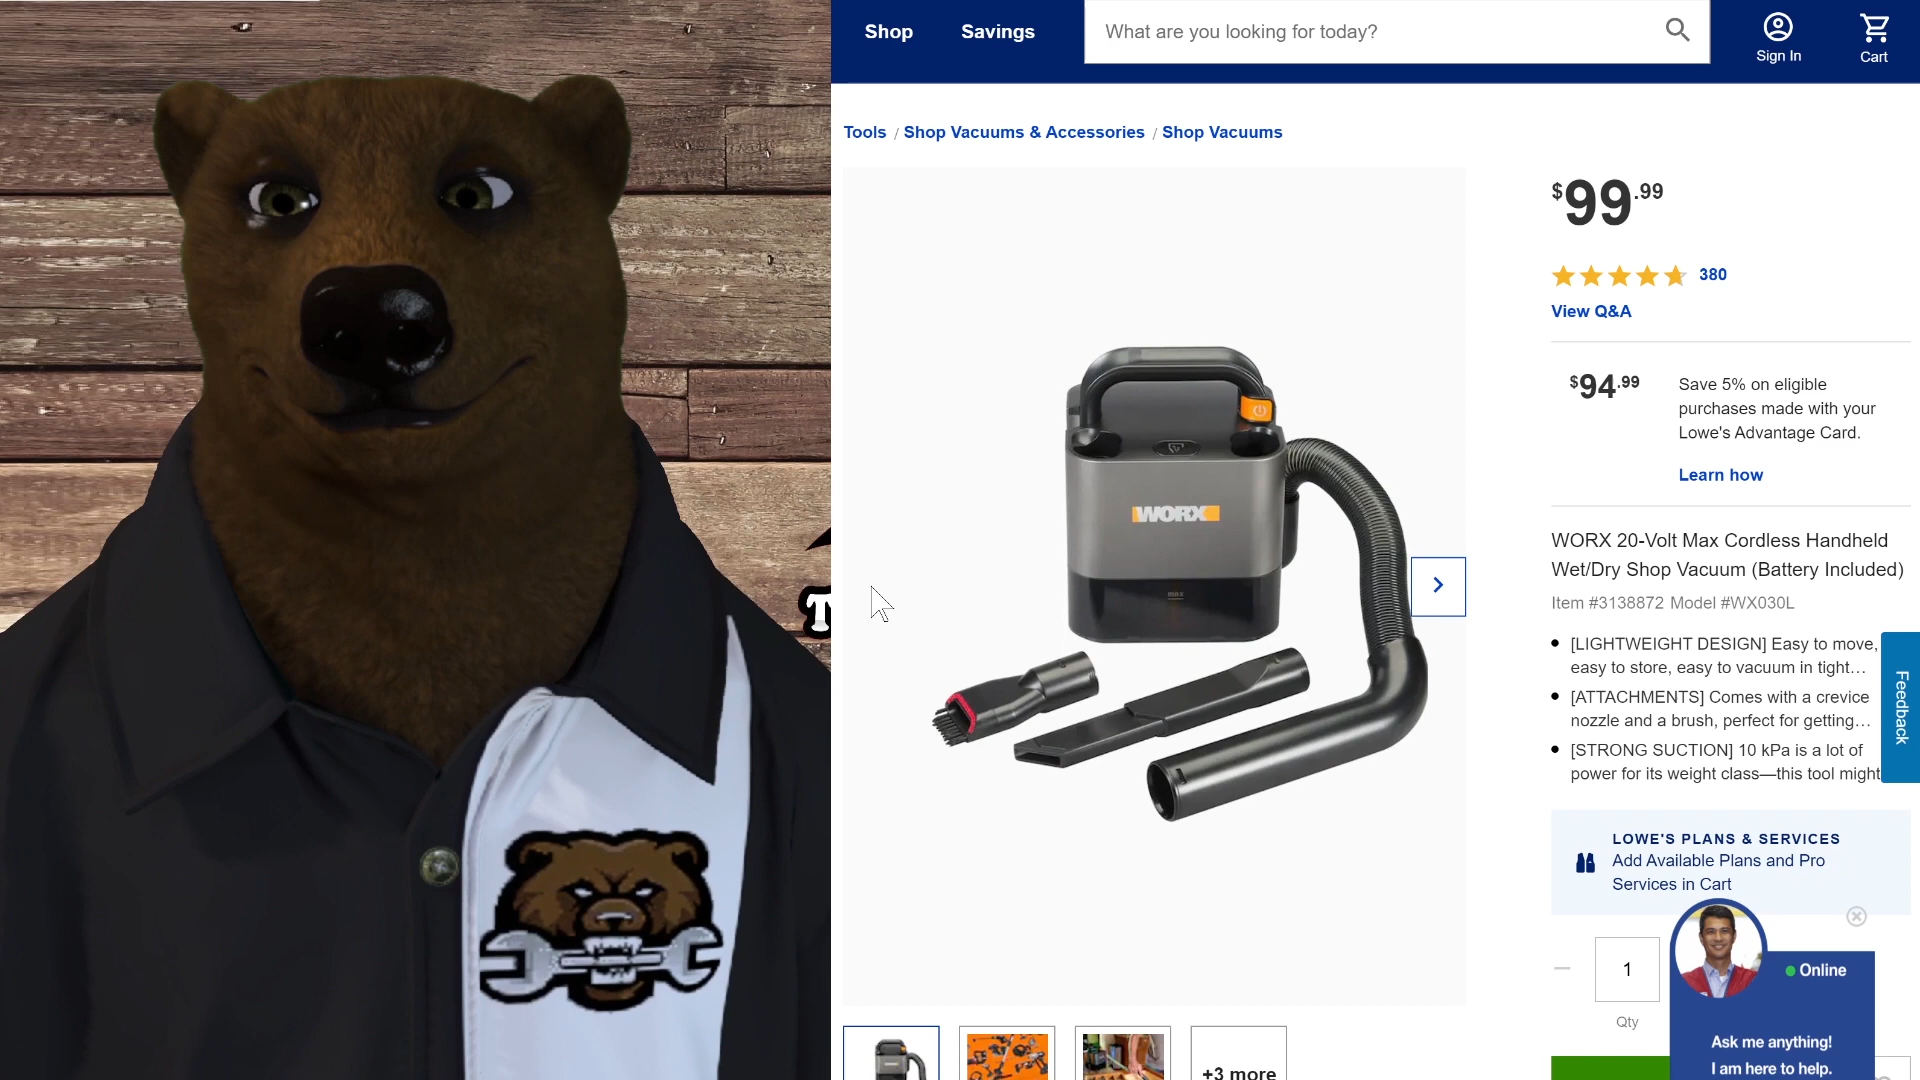 Shop
Savings
What are you looking for today?
Sign In
Cart
Tools / Shop Vacuums & Accessories / Shop Vacuums
$99.99
380
View Q&A
$94.99
Save 5% on eligible
purchases made with your
Lowe's Advantage Card.
Learn how
WORX
max
WORX 20-Volt Max Cordless Handheld
Wet/Dry Shop Vacuum (Battery Included)
Item #3138872 Model #WX030L
[LIGHTWEIGHT DESIGN] Easy to move,
easy to store, easy to vacuum in tight…
[ATTACHMENTS] Comes with a crevice
nozzle and a brush, perfect for getting…
[STRONG SUCTION] 10 kPa is a lot of
power for its weight class—this tool might
Feedback
LOWE'S PLANS & SERVICES
Add Available Plans and Pro
Services in Cart
1
Qty
Online
Ask me anything!
I am here to help.
+3 more
T